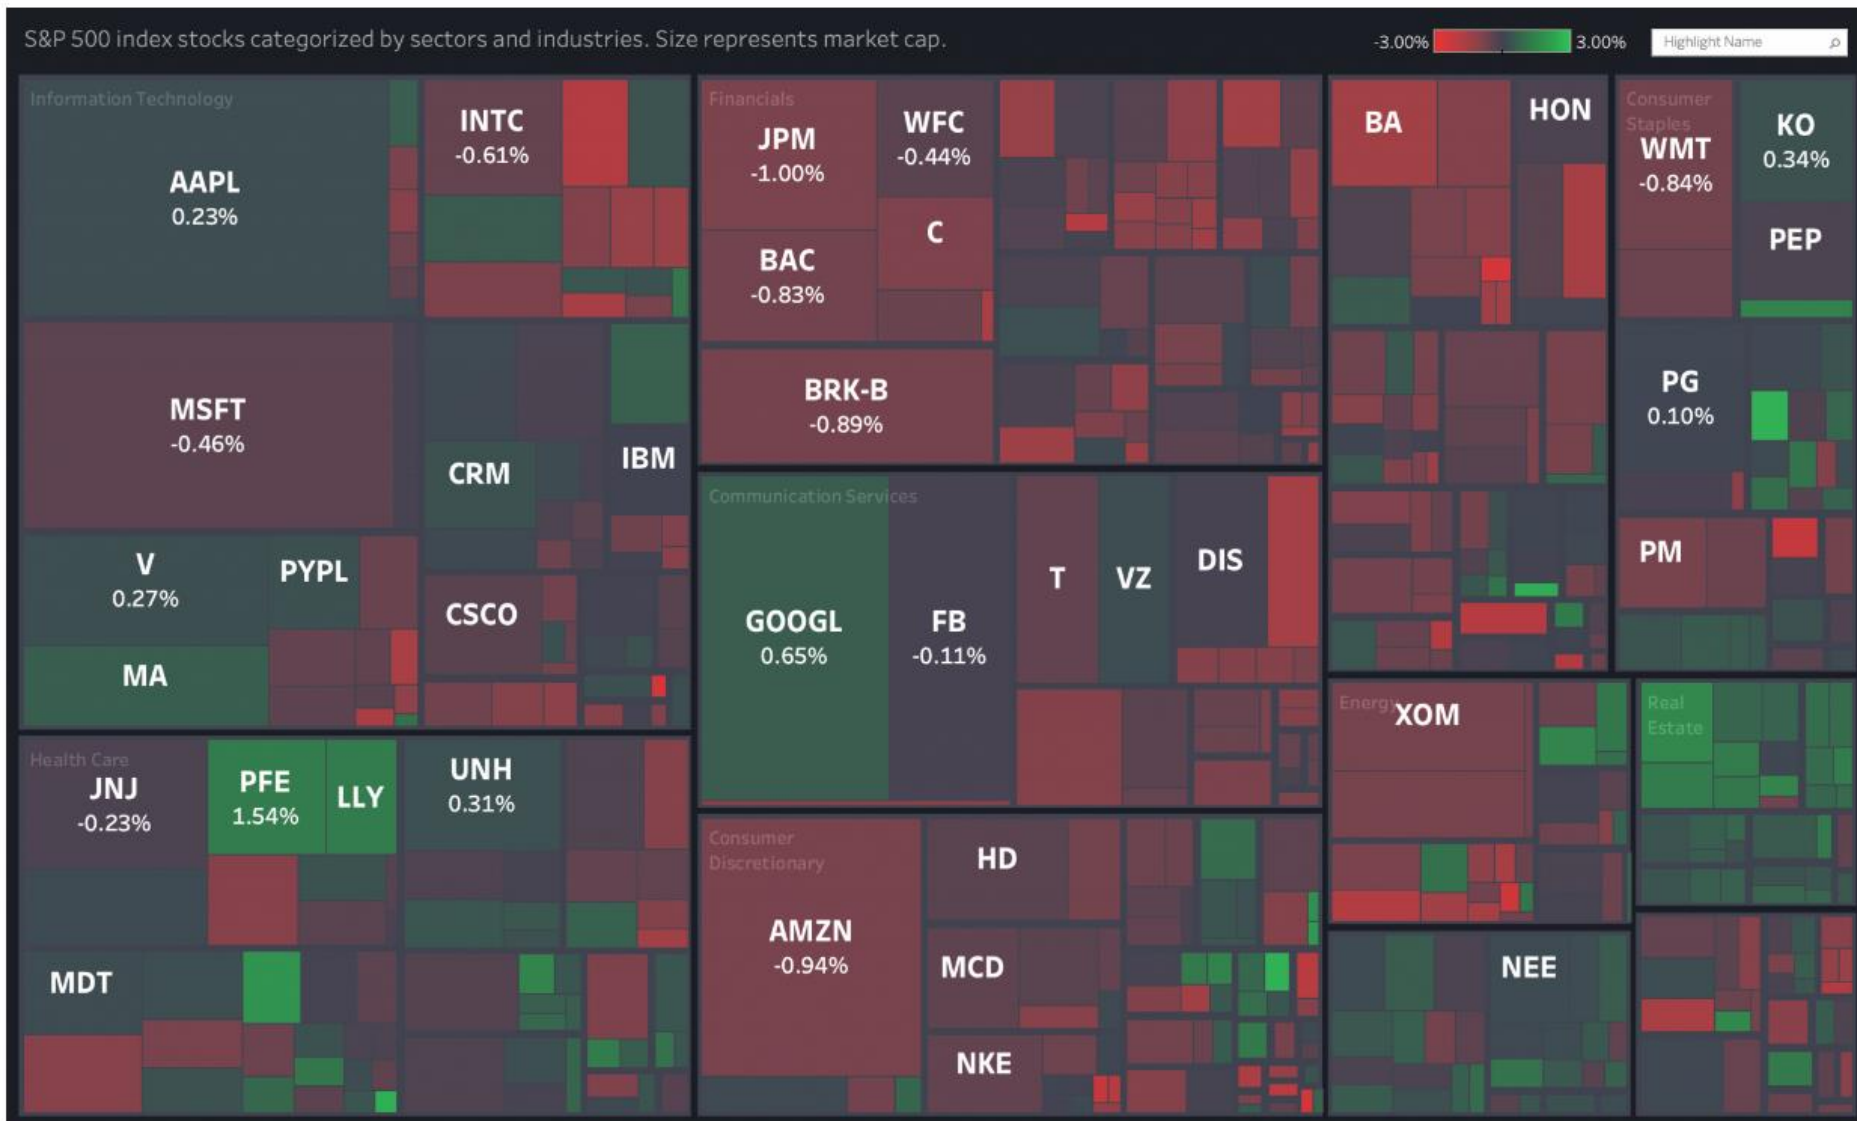 S&P 500 index stocks categorized by sectors and industries. Size represents market cap.
-3.00%
3.00%
Highlight Name
Information Technology
AAPL
0.23%
INTC
-0.61%
MSFT
-0.46%
CRM
IBM
V
0.27%
PYPL
MA
CSCO
Health Care
JNJ
-0.23%
PFE
1.54%
LLY
UNH
0.31%
MDT
Financials
JPM
-1.00%
WFC
-0.44%
BAC
-0.83%
C
BRK-B
-0.89%
Communication Services
GOOGL
0.65%
FB
-0.11%
T
VZ
DIS
Consumer
Discretionary
AMZN
-0.94%
HD
MCD
NKE
BA
HON
Consumer
Staples
WMT
-0.84%
KO
0.34%
PEP
PG
0.10%
PM
Energy
XOM
Real
Estate
NEE